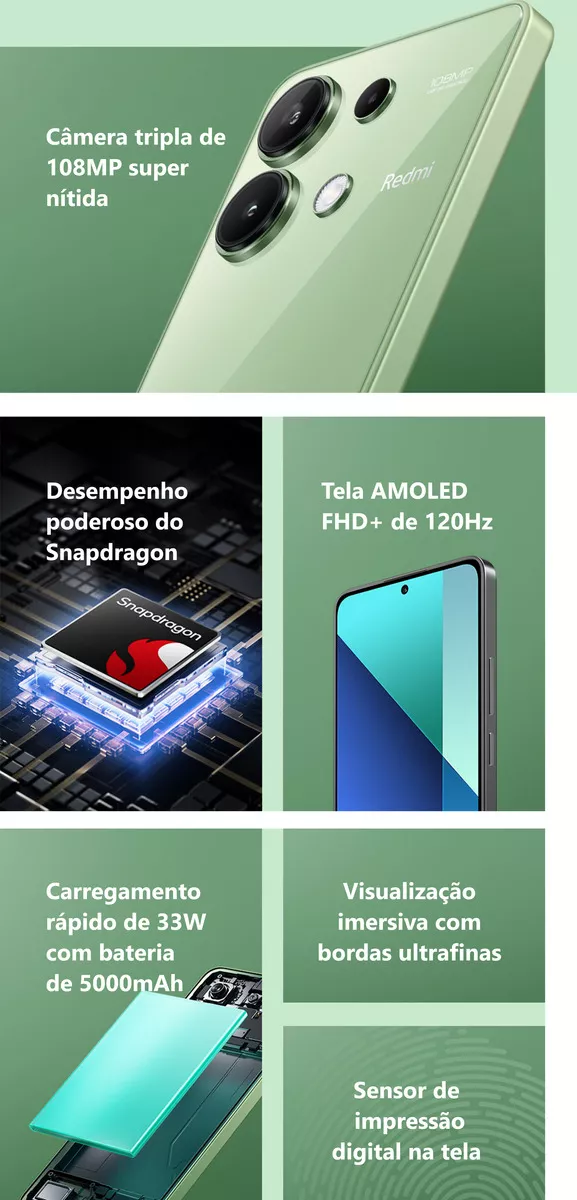 Câmera tripla de
108MP super
nítida
108MP
Redmi
Desempenho
poderoso do
Snapdragon
Snapdragon
Tela AMOLED
FHD+ de 120Hz
Carregamento
rápido de 33W
com bateria
de 5000mAh
Visualização
imersiva com
bordas ultrafinas
Sensor de
impressão
digital na tela